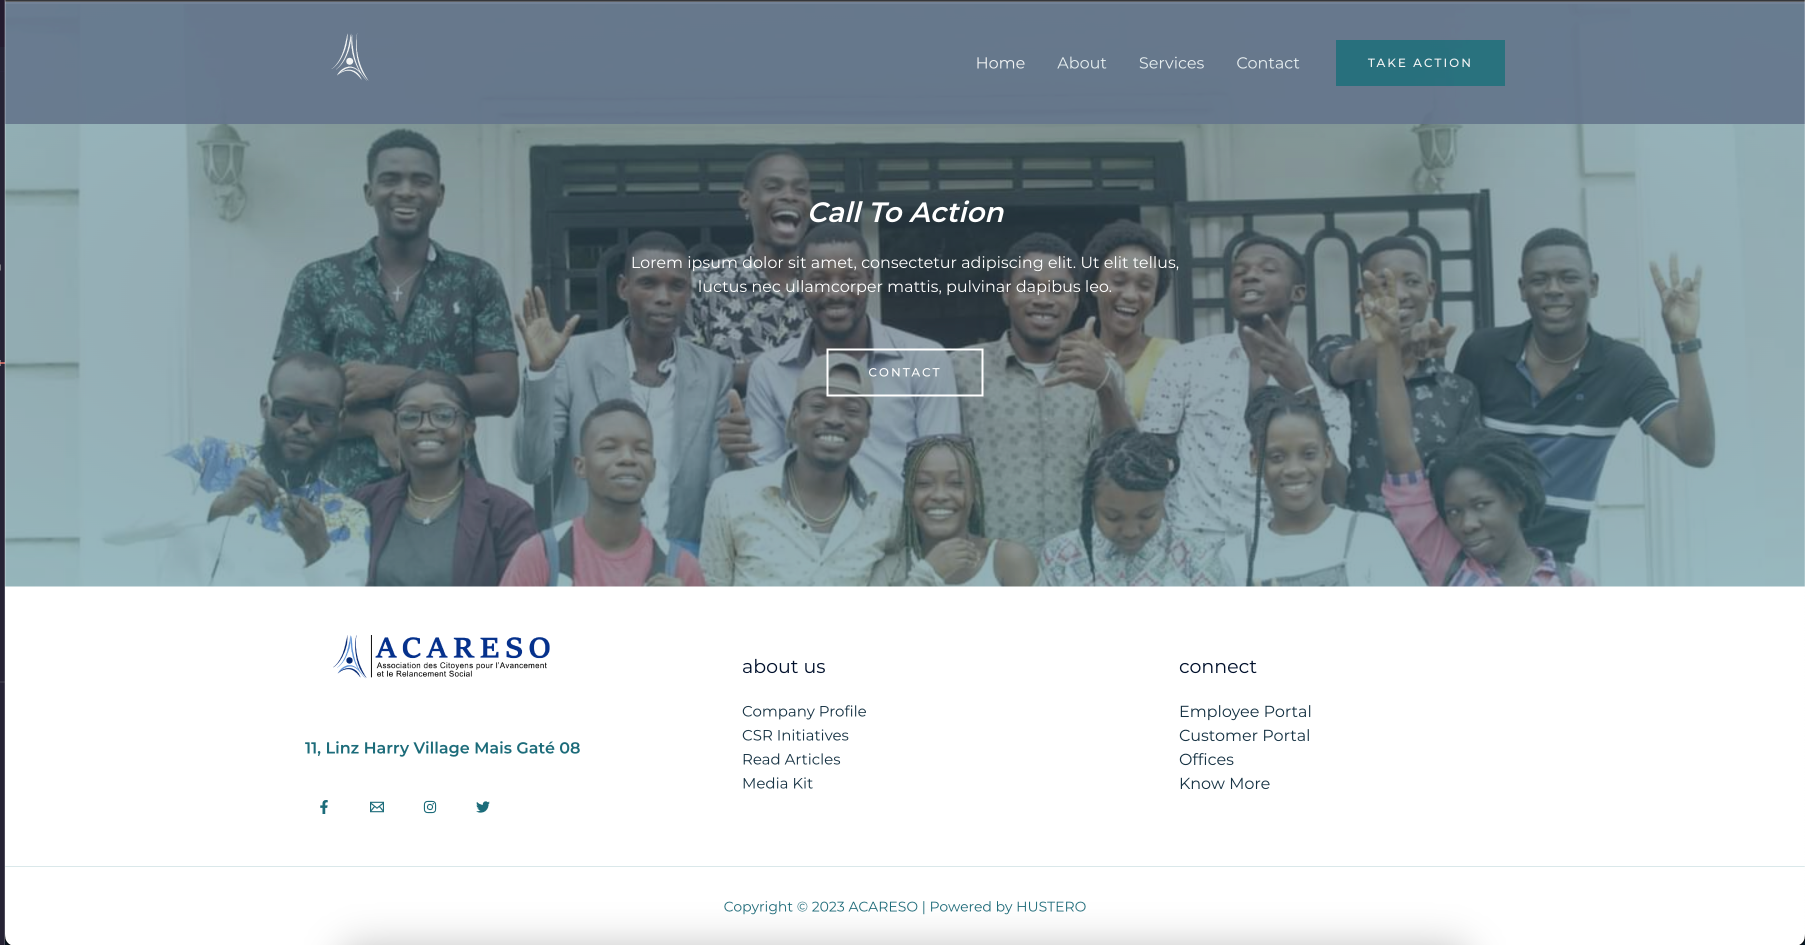 Home About Services Contact TAKE ACTION
Call To Action
Lorem ipsum dolor sit amet, consectetur adipiscing elit. Ut elit tellus,
luctus nec ullamcorper mattis, pulvinar dapibus leo.
CONTACT
ACARESO
Association des Citoyens pour l'Avancement
et le Relancement Social
11, Linz Harry Village Mais Gaté 08
about us
Company Profile
CSR Initiatives
Read Articles
Media Kit
connect
Employee Portal
Customer Portal
Offices
Know More
Copyright © 2023 ACARESO | Powered by HUSTERO